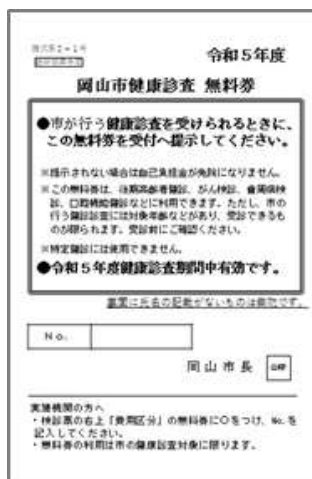 様式第2-1号
令和5年度
岡山市健康診査 無料券
●市が行う健康診査を受けられるときに、
この無料券を受付へ提示してください。
※提示されない場合は自己負担金が免除になりません。
※この無料券は、後期高齢者健診、がん検診、歯周病検
診、口腔機能健診などに利用できます。ただし、市の
行う健康診査には対象年齢などがあり、受診できるも
のが限られます。受診前にご確認ください。
※特定健診には使用できません。
●令和5年度健康診査期間中有効です。
裏面に氏名の記載がないものは無効です。
No.
岡山市長
公印
実施機関の方へ
・検診票の右上「費用区分」の無料券に○をつけ、No.を
記入してください。
・無料券の利用は市の健康診査対象に限ります。